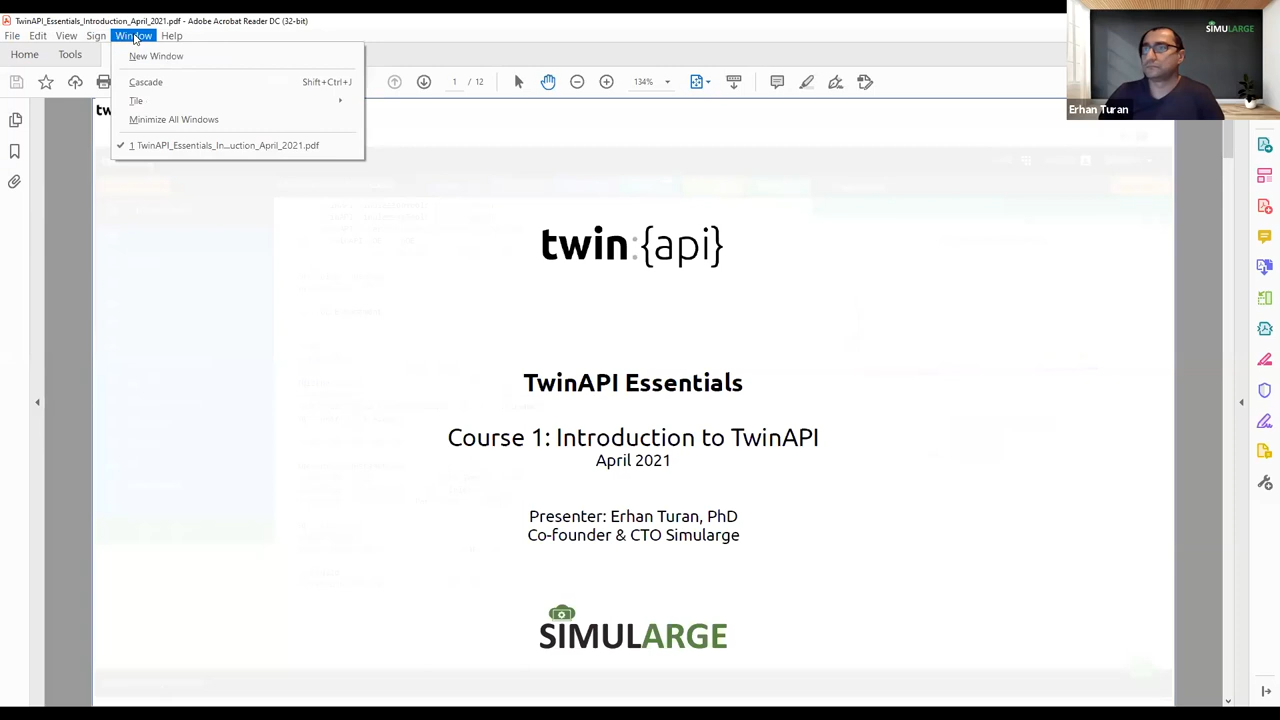 TwinAPI_Essentials_Introduction_April_2021.pdf - Adobe Acrobat Reader DC (32-bit)
File Edit View Sign Window Help
Home Tools
New Window
Cascade Shift+Ctrl+J
Tile
Minimize All Windows
1 TwinAPI_Essentials_In...uction_April_2021.pdf
1 / 12
134%
SIMULARGE
Erhan Turan
twin:{api}
TwinAPI Essentials
Course 1: Introduction to TwinAPI
April 2021
Presenter: Erhan Turan, PhD
Co-founder & CTO Simularge
SIMULARGE